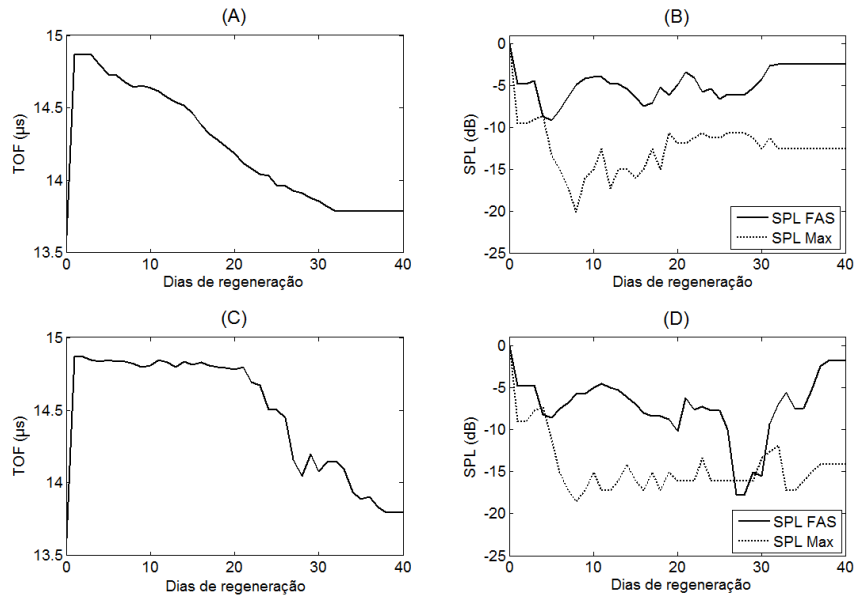 (A)
15
14.5
14
13.5
TOF (µs)
0 10 20 30 40
Dias de regeneração
(B)
0
-5
-10
-15
-20
-25
SPL (dB)
SPL FAS
SPL Max
0 10 20 30 40
Dias de regeneração
(C)
15
14.5
14
13.5
TOF (µs)
0 10 20 30 40
Dias de regeneração
(D)
0
-5
-10
-15
-20
-25
SPL (dB)
SPL FAS
SPL Max
0 10 20 30 40
Dias de regeneração